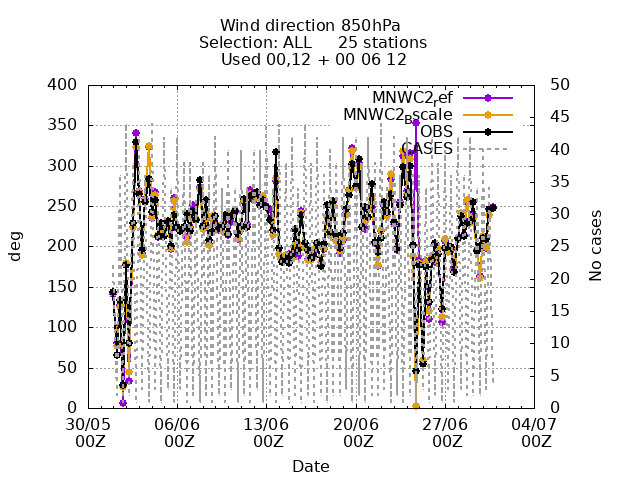 Wind direction 850hPa
Selection: ALL     25 stations
Used 00,12 + 00 06 12
MNWC2_ref
MNWC2_Bscale
OBS
CASES
deg
400
350
300
250
200
150
100
50
0
No cases
50
45
40
35
30
25
20
15
10
5
0
30/05 06/06 13/06 20/06 27/06 04/07
00Z 00Z 00Z 00Z 00Z 00Z
Date